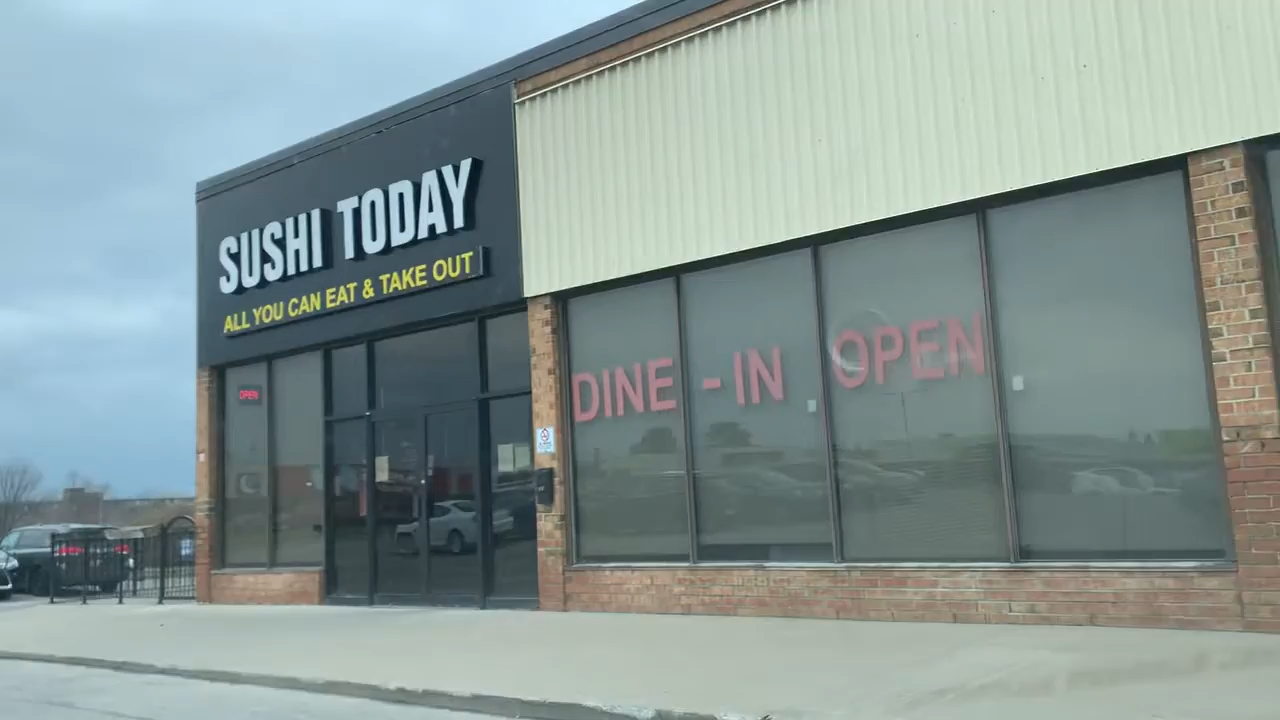 SUSHI TODAY
ALL YOU CAN EAT & TAKE OUT
OPEN
DINE - IN OPEN